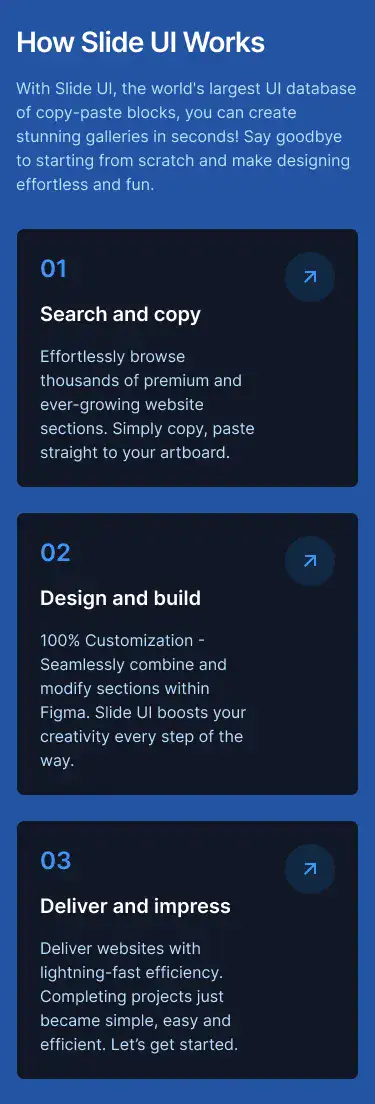 How Slide UI Works
With Slide UI, the world's largest UI database
of copy-paste blocks, you can create
stunning galleries in seconds! Say goodbye
to starting from scratch and make designing
effortless and fun.
01
Search and copy
Effortlessly browse
thousands of premium and
ever-growing website
sections. Simply copy, paste
straight to your artboard.
02
Design and build
100% Customization -
Seamlessly combine and
modify sections within
Figma. Slide UI boosts your
creativity every step of the
way.
03
Deliver and impress
Deliver websites with
lightning-fast efficiency.
Completing projects just
became simple, easy and
efficient. Let’s get started.